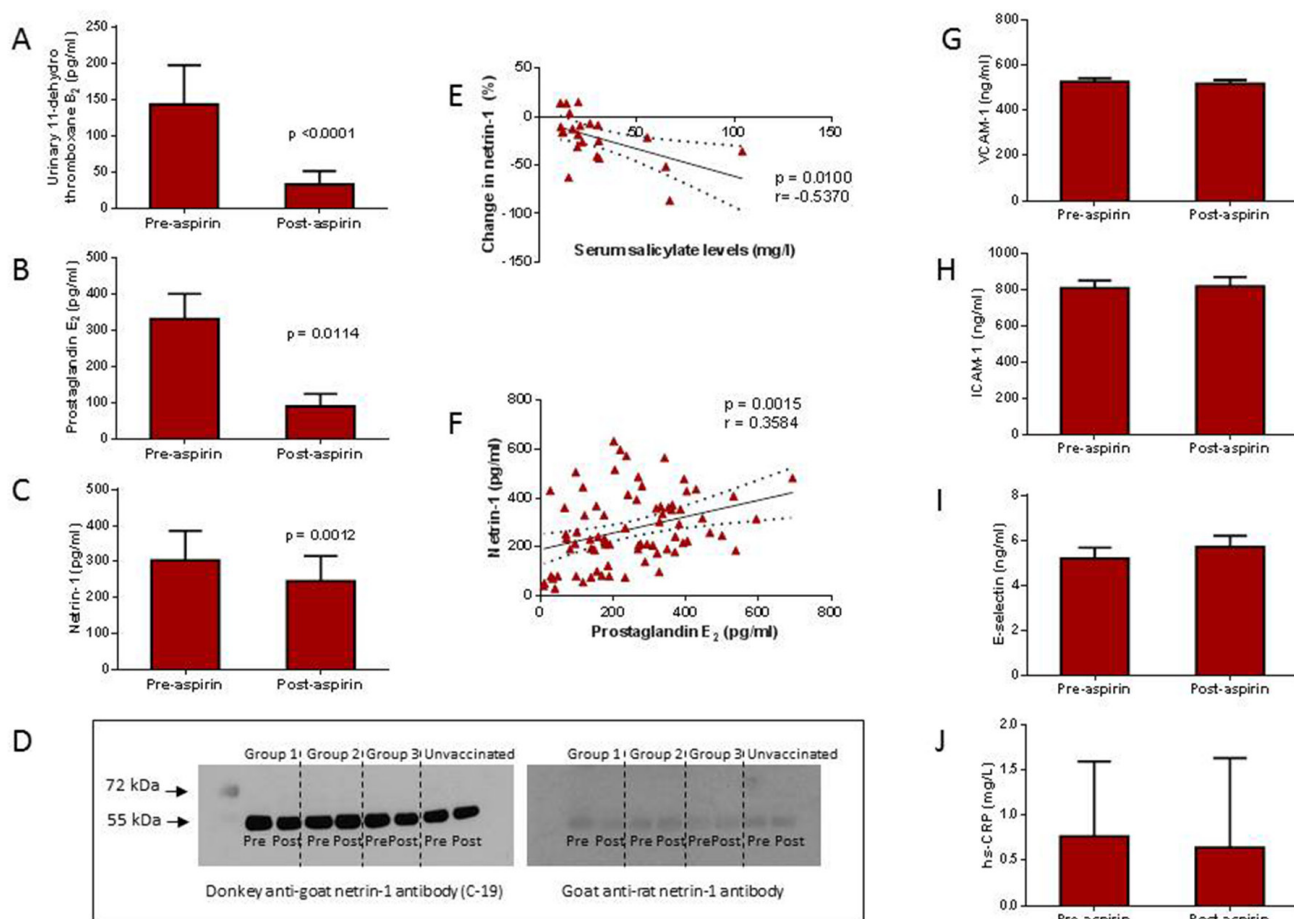 A
Urinary 11-dehydro
thromboxane B₂ (pg/ml)
250
200
150
100
50
0
p <0.0001
Pre-aspirin
Post-aspirin
B
Prostaglandin E₂ (pg/ml)
500
400
300
200
100
0
p = 0.0114
Pre-aspirin
Post-aspirin
C
Netrin-1 (pg/ml)
500
400
300
200
100
0
p = 0.0012
Pre-aspirin
Post-aspirin
D
Group 1
Group 2
Group 3
Unvaccinated
72 kDa
55 kDa
Pre
Post
Pre
Post
Pre
Post
Pre
Post
Donkey anti-goat netrin-1 antibody (C-19)
Group 1
Group 2
Group 3
Unvaccinated
Pre
Post
Pre
Post
Pre
Post
Pre
Post
Goat anti-rat netrin-1 antibody
E
Change in netrin-1 (%)
50
0
-50
-100
-150
50
100
150
p = 0.0100
r= -0.5370
Serum salicylate levels (mg/l)
F
Netrin-1 (pg/ml)
800
600
400
200
0
p = 0.0015
r = 0.3584
0
200
400
600
800
Prostaglandin E₂ (pg/ml)
G
VCAM-1 (ng/ml)
800
600
400
200
0
Pre-aspirin
Post-aspirin
H
ICAM-1 (ng/ml)
1000
800
600
400
200
0
Pre-aspirin
Post-aspirin
I
E-selectin (ng/ml)
8
6
4
2
0
Pre-aspirin
Post-aspirin
J
hs-CRP (mg/L)
2.0
1.5
1.0
0.5
0.0
Pre-aspirin
Post-aspirin